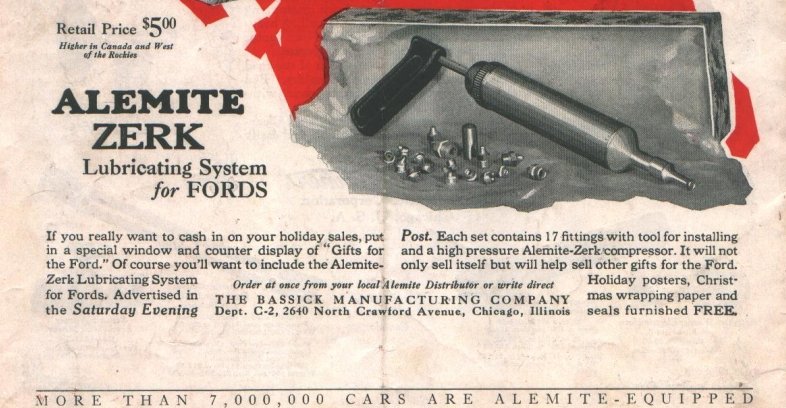 Retail Price $5.00
Higher in Canada and West
of the Rockies
ALEMITE
ZERK
Lubricating System
for FORDS
If you really want to cash in on your holiday sales, put
in a special window and counter display of "Gifts for
the Ford." Of course you'll want to include the Alemite-
Zerk Lubricating System
for Fords. Advertised in
the Saturday Evening
Post. Each set contains 17 fittings with tool for installing
and a high pressure Alemite-Zerk compressor. It will not
only sell itself but will help sell other gifts for the Ford.
Holiday posters, Christ-
mas wrapping paper and
seals furnished FREE.
Order at once from your local Alemite Distributor or write direct
THE BASSICK MANUFACTURING COMPANY
Dept. C-2, 2640 North Crawford Avenue, Chicago, Illinois
MORE THAN 7,000,000 CARS ARE ALEMITE-EQUIPPED